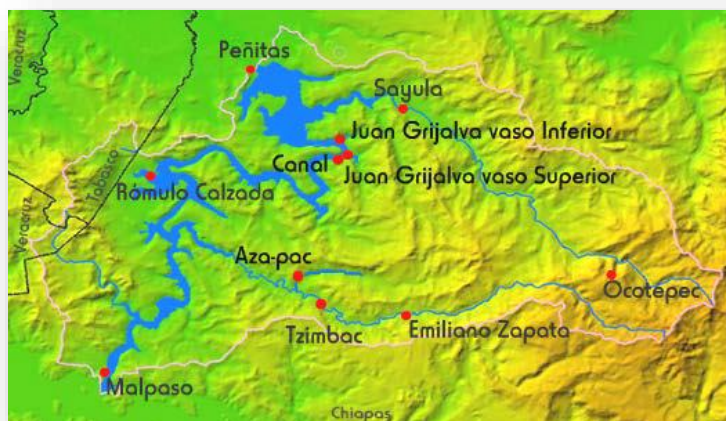 Peñitas
Veracruz
Sayula
Juan Grijalva vaso Inferior
Canal
Juan Grijalva vaso Superior
Tabasco
Rómulo Calzada
Veracruz
Aza-pac
Ocotepec
Tzimbac
Emiliano Zapata
Malpaso
Chiapas